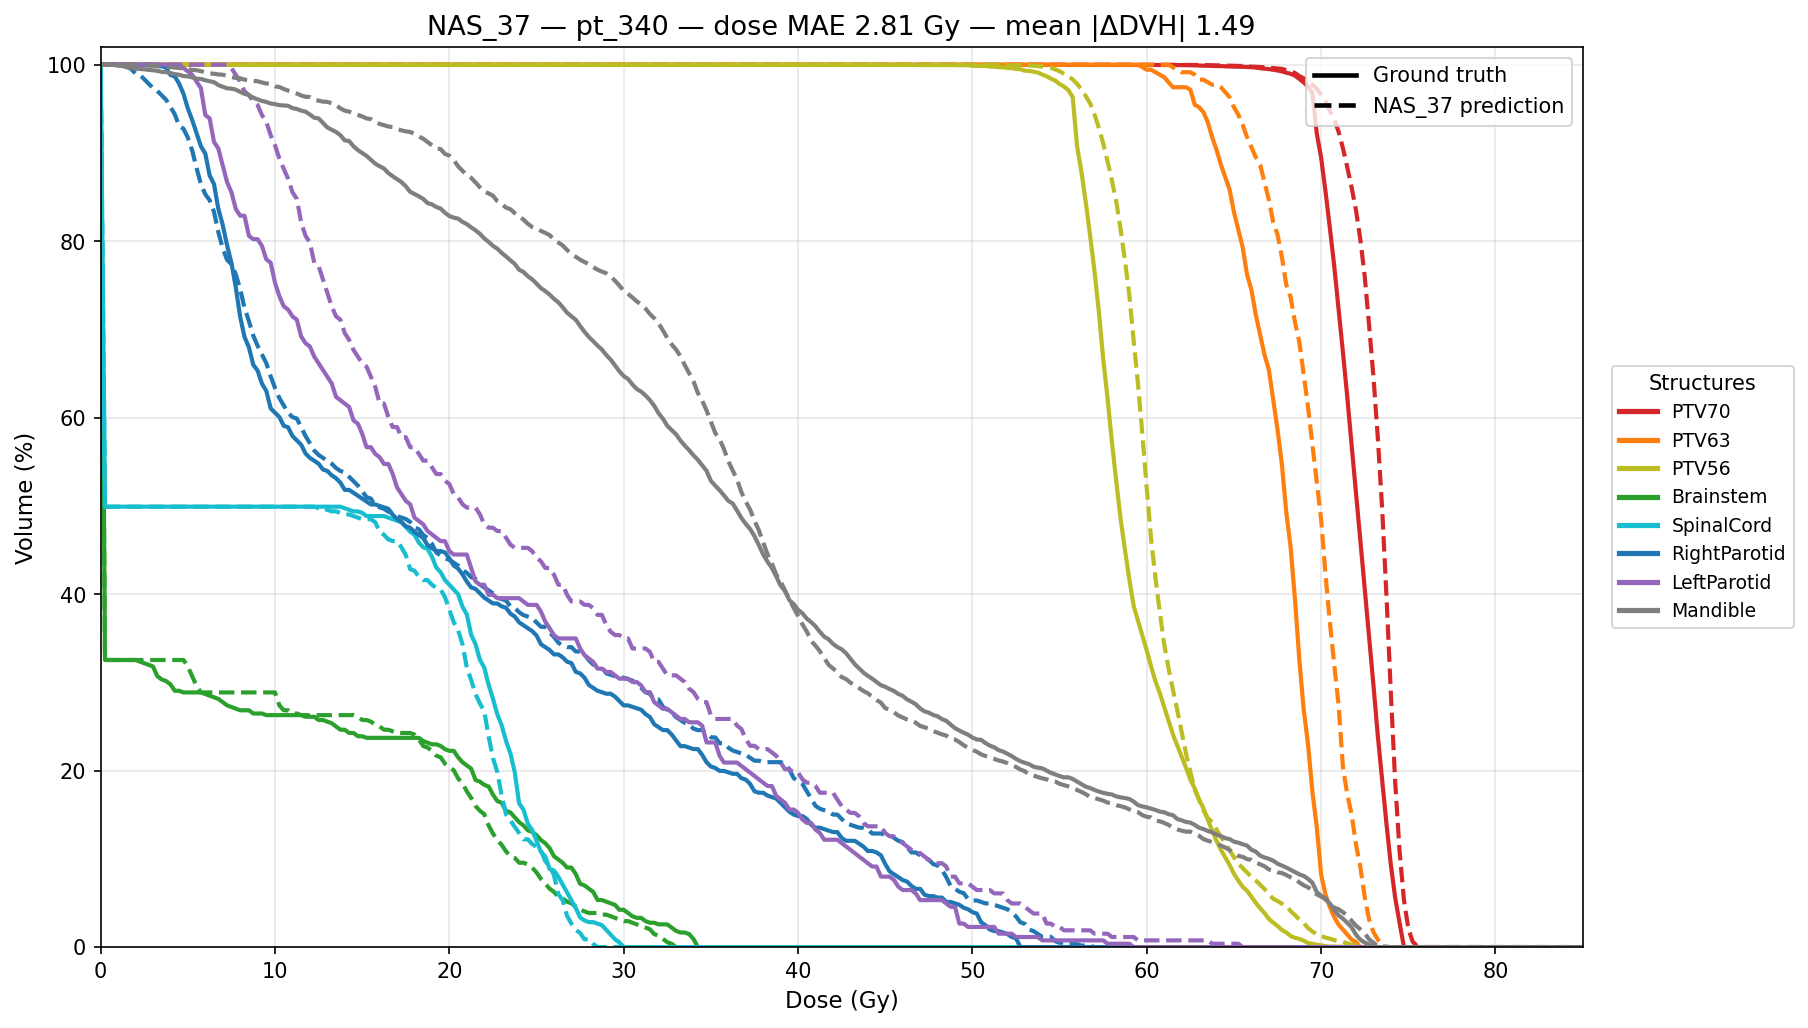 NAS_37 — pt_340 — dose MAE 2.81 Gy — mean |ΔDVH| 1.49
Ground truth
NAS_37 prediction
Volume (%)
100
80
60
40
20
0
0 10 20 30 40 50 60 70 80
Dose (Gy)
Structures
PTV70
PTV63
PTV56
Brainstem
SpinalCord
RightParotid
LeftParotid
Mandible